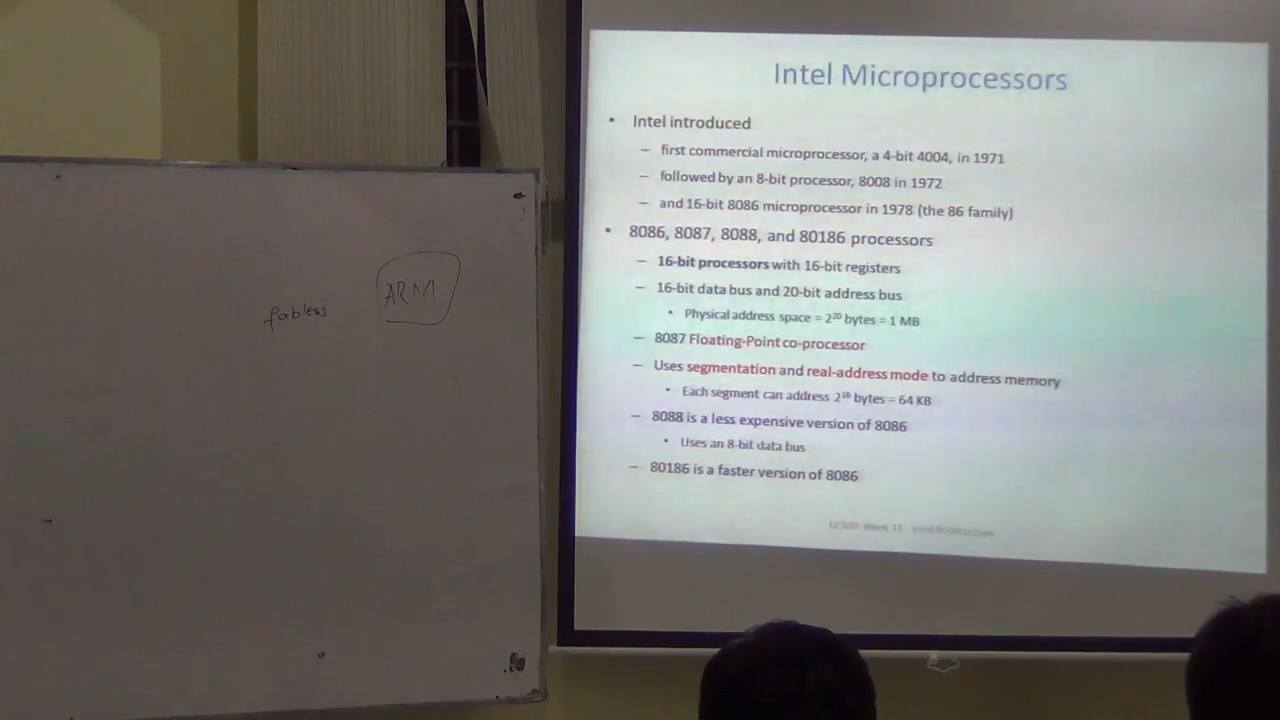 fabless
ARM
Intel Microprocessors
• Intel introduced
– first commercial microprocessor, a 4-bit 4004, in 1971
– followed by an 8-bit processor, 8008 in 1972
– and 16-bit 8086 microprocessor in 1978 (the 86 family)
• 8086, 8087, 8088, and 80186 processors
– 16-bit processors with 16-bit registers
– 16-bit data bus and 20-bit address bus
• Physical address space = 2²⁰ bytes = 1 MB
– 8087 Floating-Point co-processor
– Uses segmentation and real-address mode to address memory
• Each segment can address 2¹⁶ bytes = 64 KB
– 8088 is a less expensive version of 8086
• Uses an 8-bit data bus
– 80186 is a faster version of 8086
Week 11